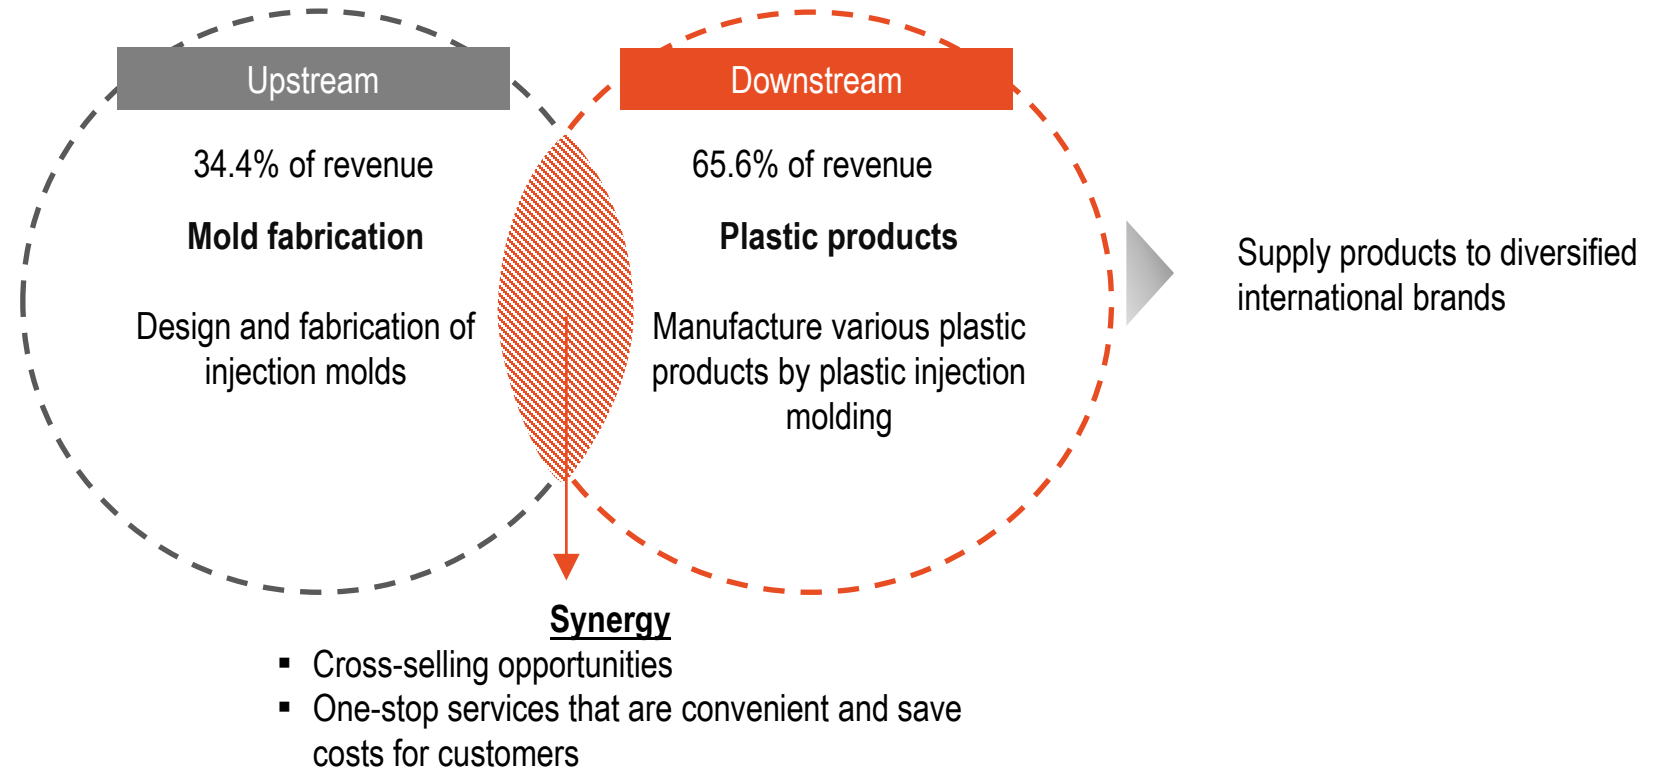 Upstream
34.4% of revenue
Mold fabrication
Design and fabrication of
injection molds
Downstream
65.6% of revenue
Plastic products
Manufacture various plastic
products by plastic injection
molding
Supply products to diversified
international brands
Synergy
▪ Cross-selling opportunities
▪ One-stop services that are convenient and save
costs for customers